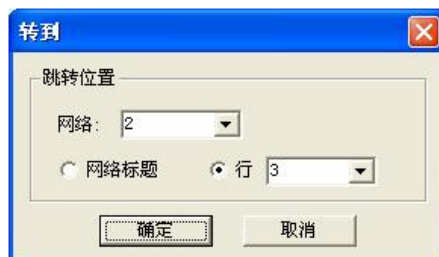 转到
跳转位置
网络: 2
网络标题 行 3
确定 取消